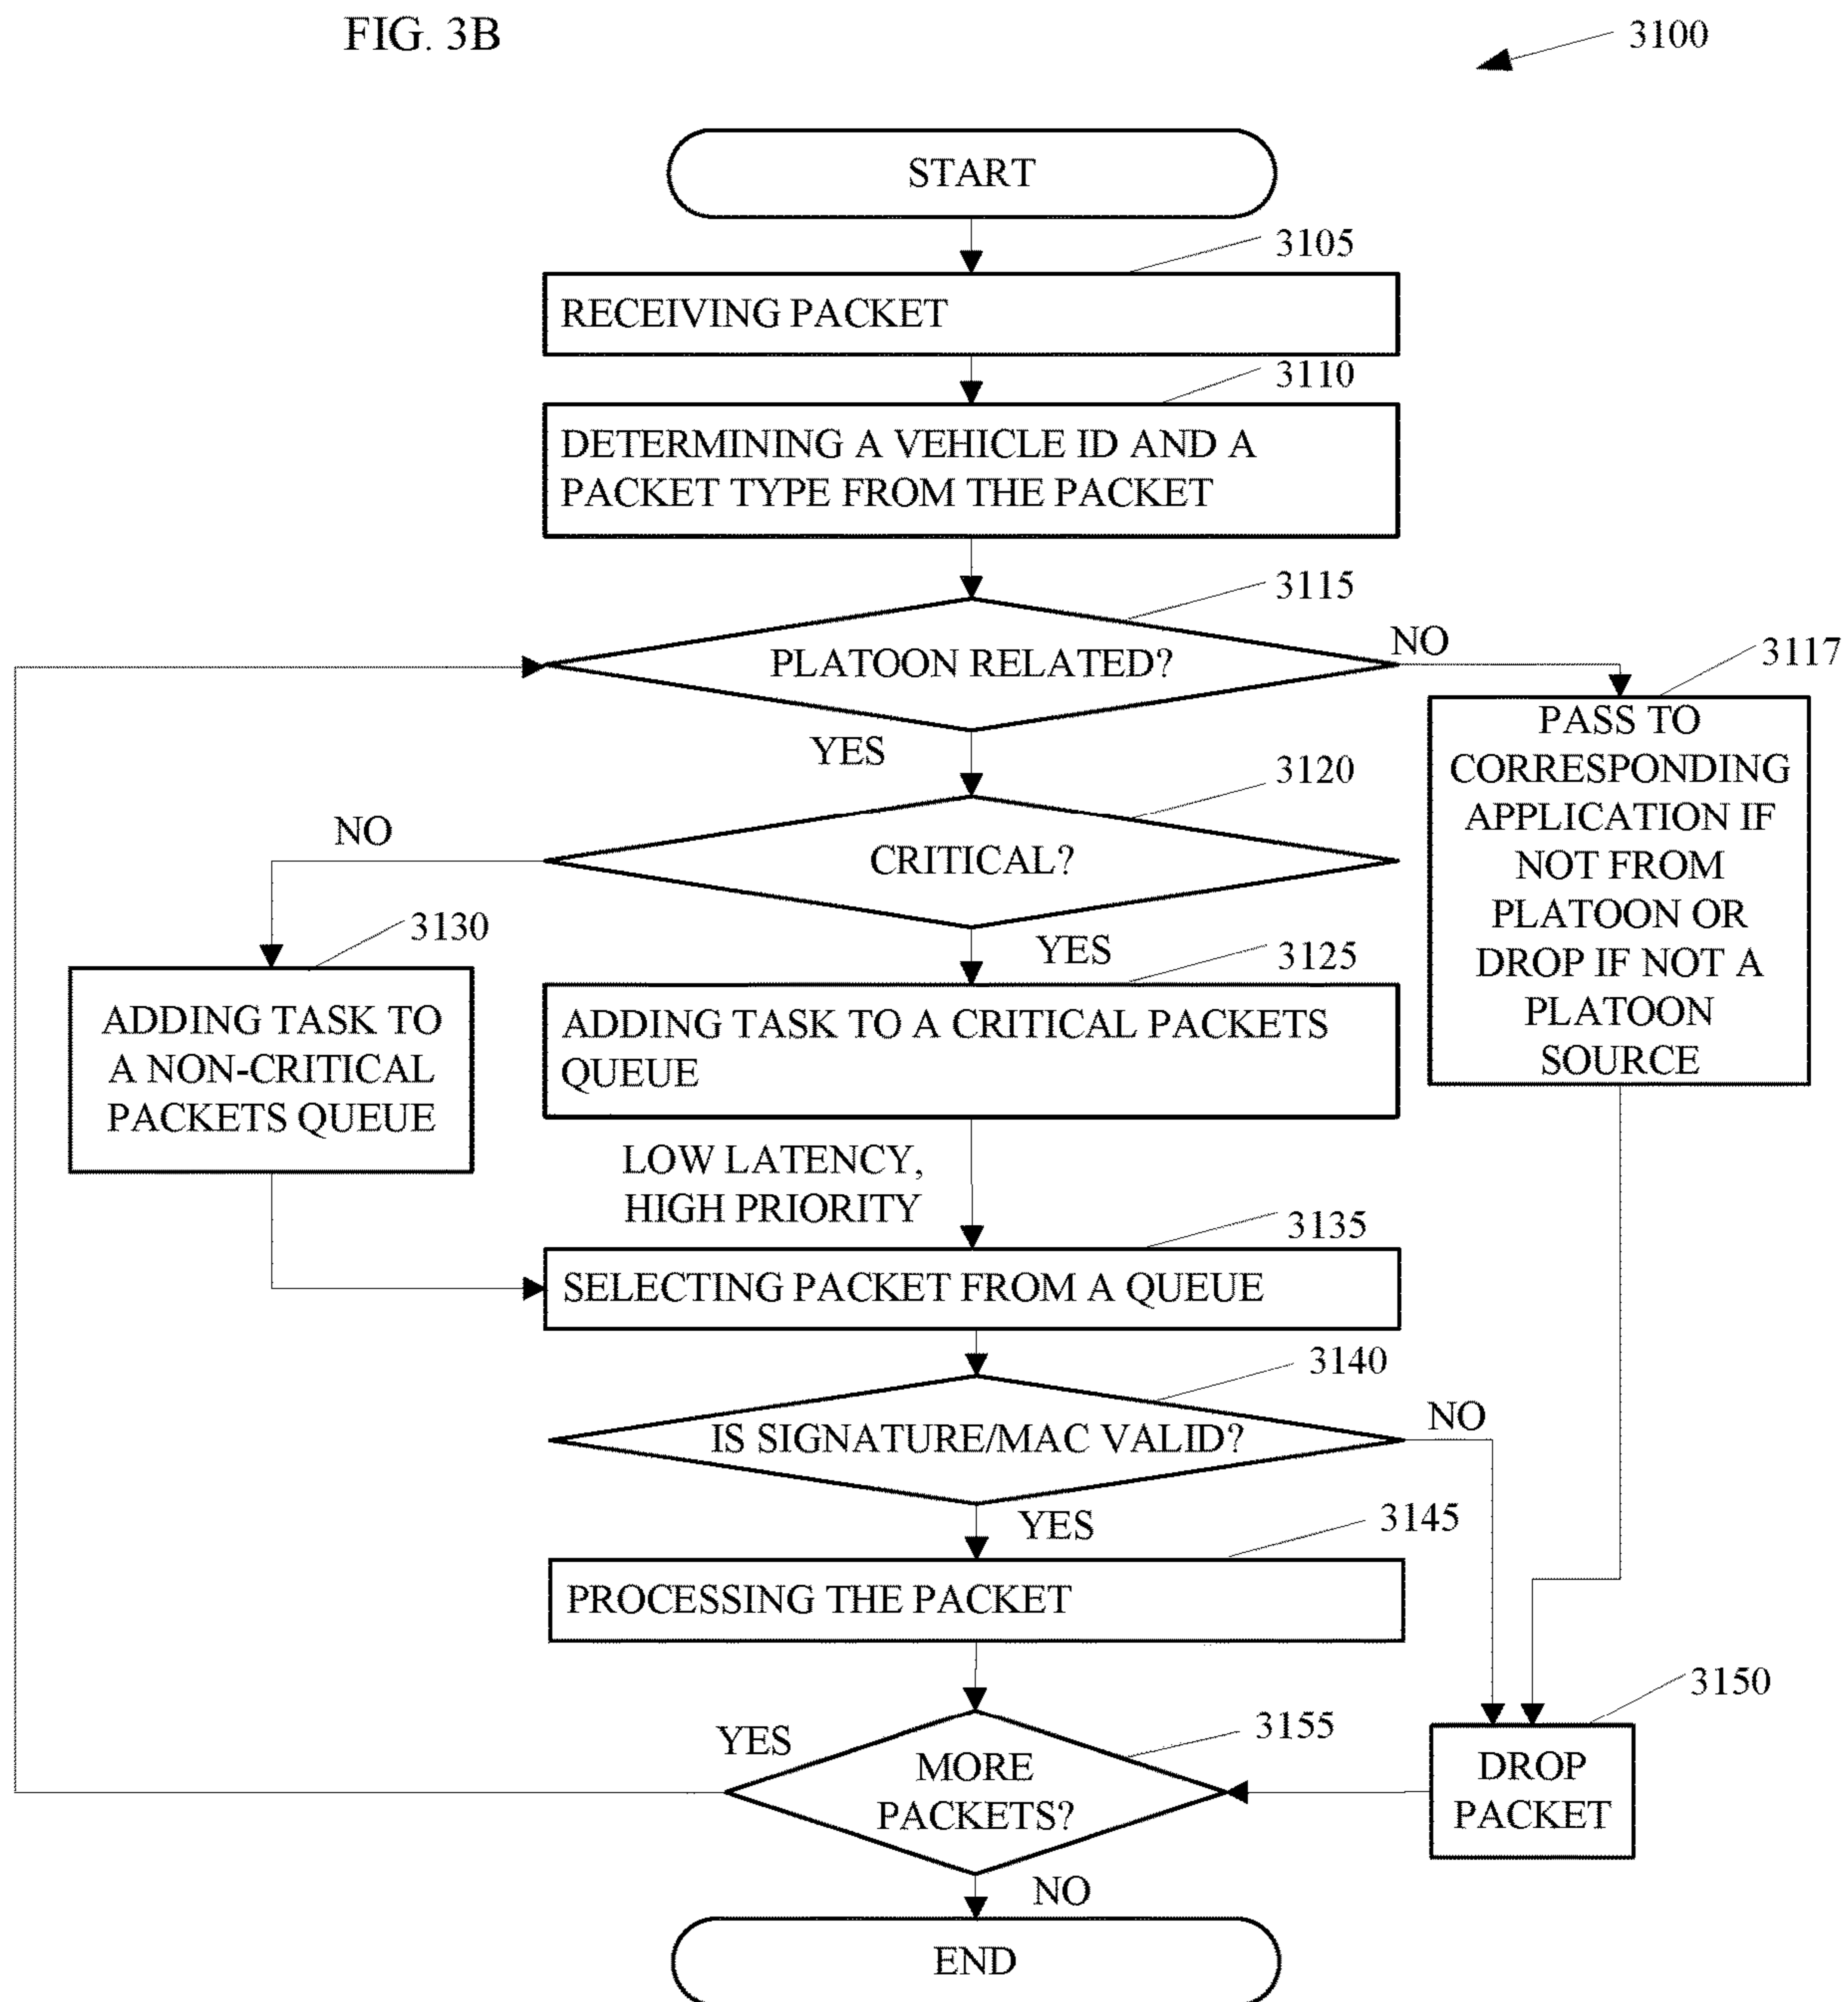 FIG. 3B
3100
START
3105
RECEIVING PACKET
3110
DETERMINING A VEHICLE ID AND A
PACKET TYPE FROM THE PACKET
3115
PLATOON RELATED?
NO
3117
YES
PASS TO
CORRESPONDING
APPLICATION IF
NOT FROM
PLATOON OR
DROP IF NOT A
PLATOON
SOURCE
3120
CRITICAL?
NO
YES
3130
ADDING TASK TO
A NON-CRITICAL
PACKETS QUEUE
3125
ADDING TASK TO A CRITICAL PACKETS
QUEUE
LOW LATENCY,
HIGH PRIORITY
3135
SELECTING PACKET FROM A QUEUE
3140
IS SIGNATURE/MAC VALID?
NO
YES
3145
PROCESSING THE PACKET
3150
DROP
PACKET
3155
YES
MORE
PACKETS?
NO
END